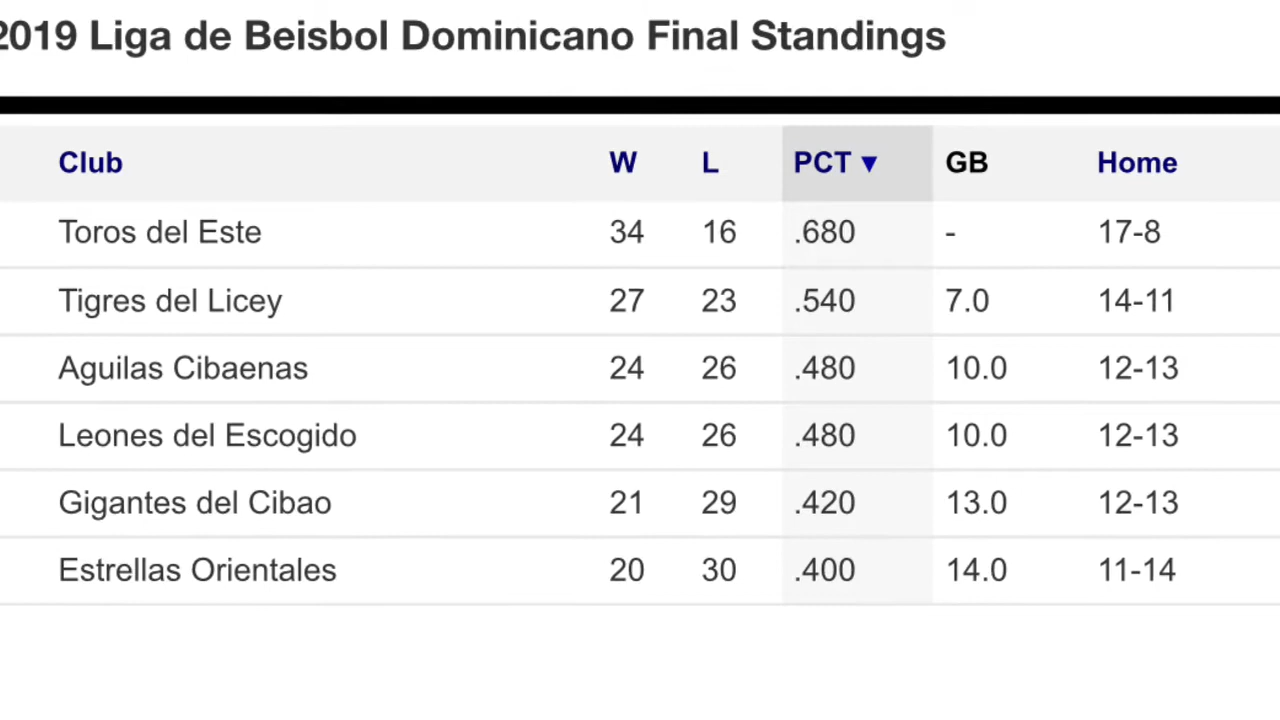 2019 Liga de Beisbol Dominicano Final Standings
Club W L PCT ▼ GB Home
Toros del Este 34 16 .680 - 17-8
Tigres del Licey 27 23 .540 7.0 14-11
Aguilas Cibaenas 24 26 .480 10.0 12-13
Leones del Escogido 24 26 .480 10.0 12-13
Gigantes del Cibao 21 29 .420 13.0 12-13
Estrellas Orientales 20 30 .400 14.0 11-14